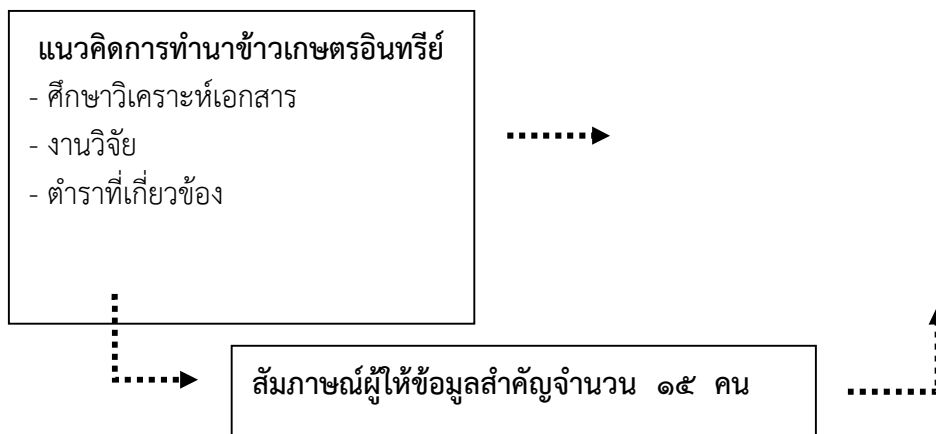 แนวคิดการทำนาข้าวเกษตรอินทรีย์
- ศึกษาวิเคราะห์เอกสาร
- งานวิจัย
- ตำราที่เกี่ยวข้อง
สัมภาษณ์ผู้ให้ข้อมูลสำคัญจำนวน ๑๕ คน